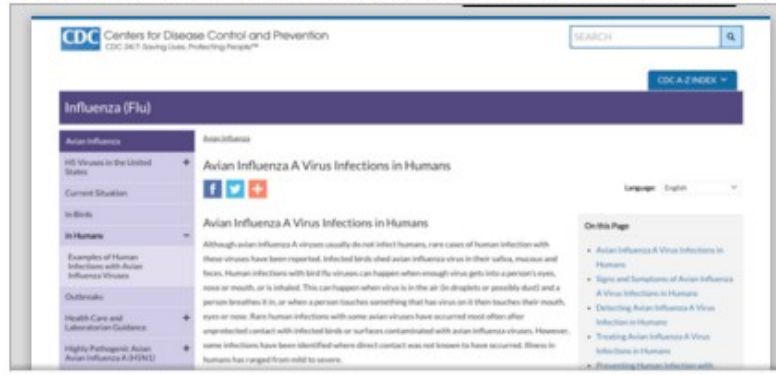 CDC Centers for Disease Control and Prevention
CDC 24/7: Saving Lives, Protecting People™
SEARCH
CDC A-Z INDEX
Influenza (Flu)
Avian Influenza
H5 Viruses in the United
States
Current Situation
In Birds
In Humans
Examples of Human
Infections with Avian
Influenza Viruses
Outbreaks
Health Care and
Laboratorian Guidance
Highly Pathogenic Asian
Avian Influenza A (H5N1)
Avian Influenza
Avian Influenza A Virus Infections in Humans
Language: English
Avian Influenza A Virus Infections in Humans
Although avian influenza A viruses usually do not infect humans, rare cases of human infection with
these viruses have been reported. Infected birds shed avian influenza virus in their saliva, mucous and
feces. Human infections with bird flu viruses can happen when enough virus gets into a person's eyes,
nose or mouth, or is inhaled. This can happen when virus is in the air (in droplets or possibly dust) and a
person breathes it in, or when a person touches something that has virus on it then touches their mouth,
eyes or nose. Rare human infections with some avian viruses have occurred most often after
unprotected contact with infected birds or surfaces contaminated with avian influenza viruses. However,
some infections have been identified where direct contact was not known to have occurred. Illness in
humans has ranged from mild to severe.
On this Page
Avian Influenza A Virus Infections in
Humans
Signs and Symptoms of Avian Influenza
A Virus Infections in Humans
Detecting Avian Influenza A Virus
Infection in Humans
Treating Avian Influenza A Virus
Infections in Humans
Preventing Human Infection with